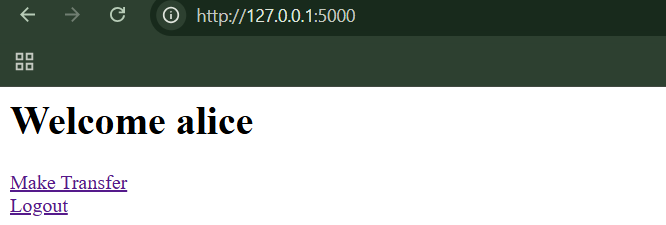 http://127.0.0.1:5000
Welcome alice
Make Transfer
Logout